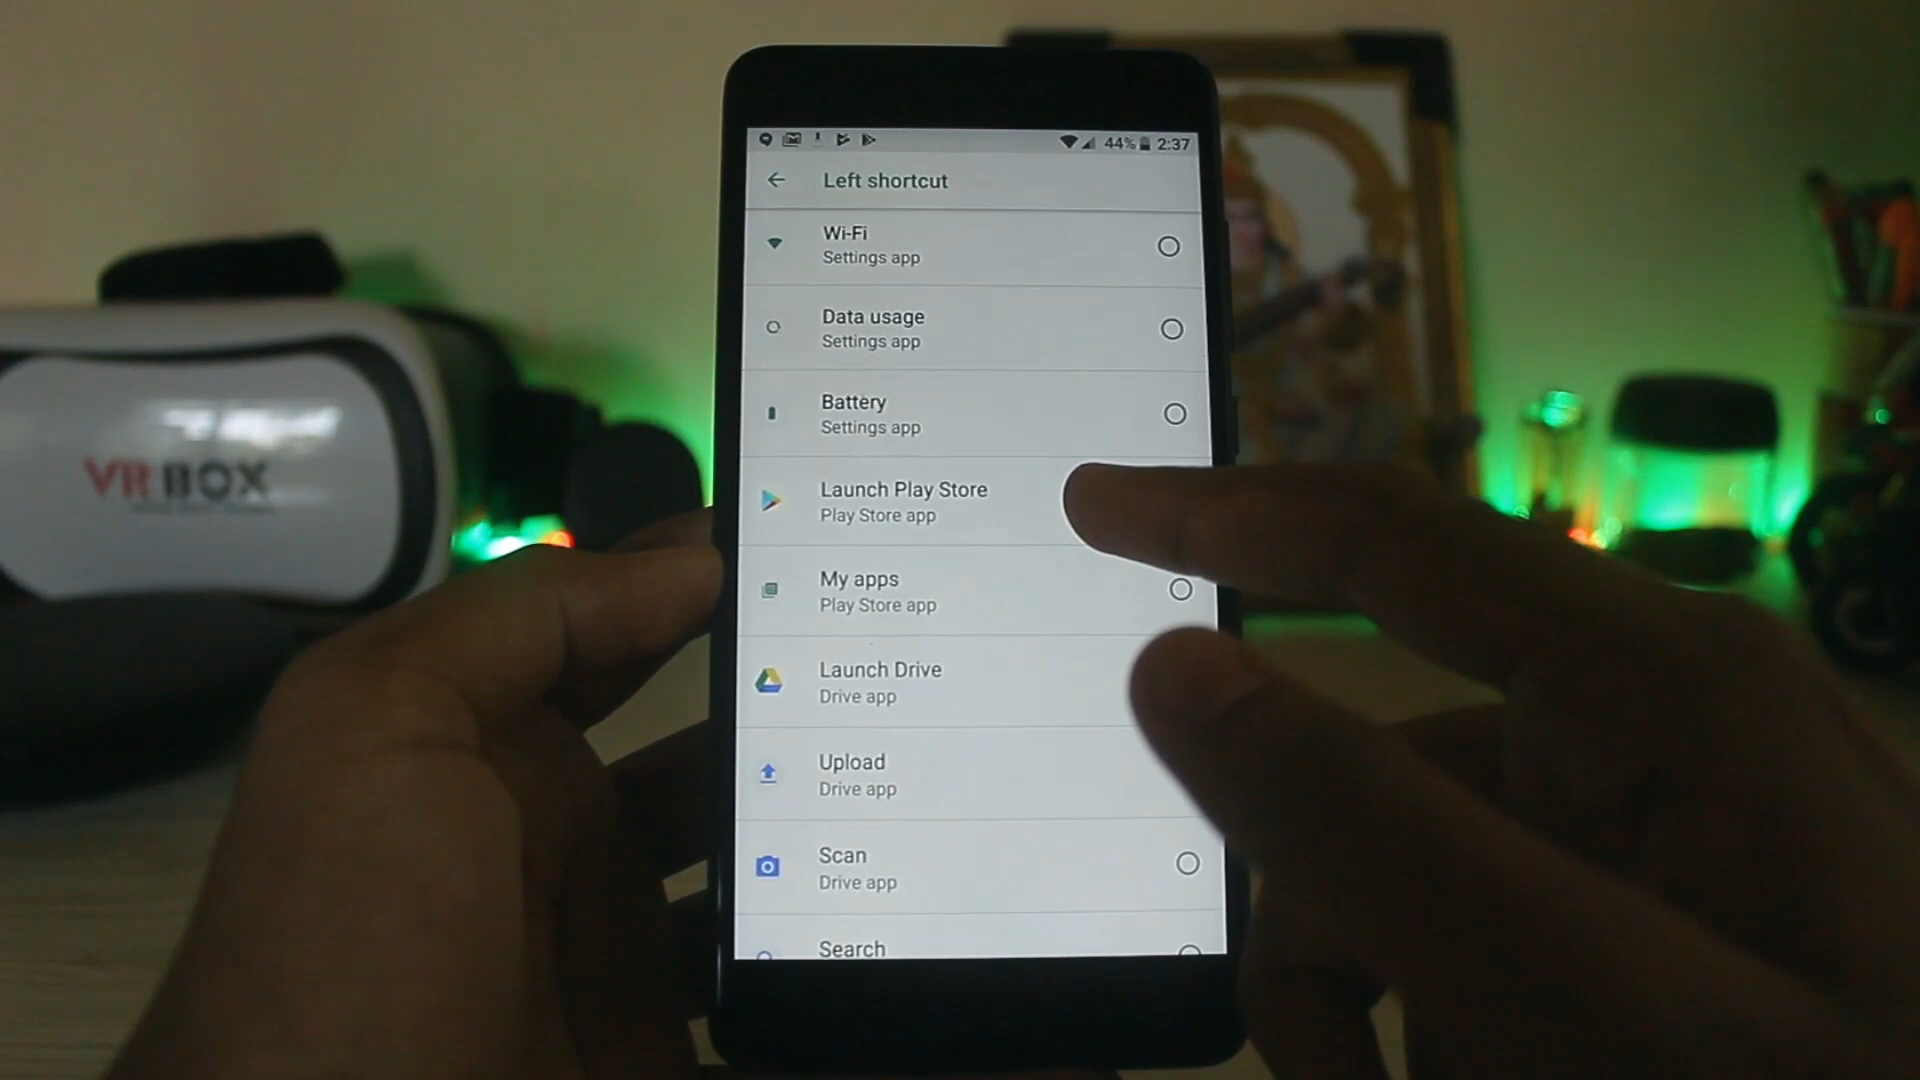 44% 2:37
Left shortcut
Wi-Fi
Settings app
Data usage
Settings app
Battery
Settings app
Launch Play Store
Play Store app
My apps
Play Store app
Launch Drive
Drive app
Upload
Drive app
Scan
Drive app
Search
VR BOX